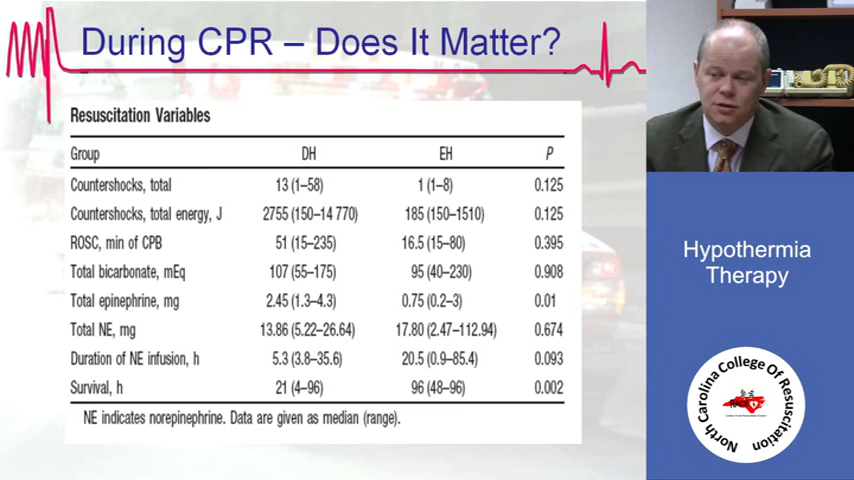 During CPR – Does It Matter?
Resuscitation Variables
Group DH EH P
Countershocks, total 13 (1–58) 1 (1–8) 0.125
Countershocks, total energy, J 2755 (150–14 770) 185 (150–1510) 0.125
ROSC, min of CPB 51 (15–235) 16.5 (15–80) 0.395
Total bicarbonate, mEq 107 (55–175) 95 (40–230) 0.908
Total epinephrine, mg 2.45 (1.3–4.3) 0.75 (0.2–3) 0.01
Total NE, mg 13.86 (5.22–26.64) 17.80 (2.47–112.94) 0.674
Duration of NE infusion, h 5.3 (3.8–35.6) 20.5 (0.9–85.4) 0.093
Survival, h 21 (4–96) 96 (48–96) 0.002
NE indicates norepinephrine. Data are given as median (range).
Hypothermia
Therapy
North Carolina College Of Resuscitation